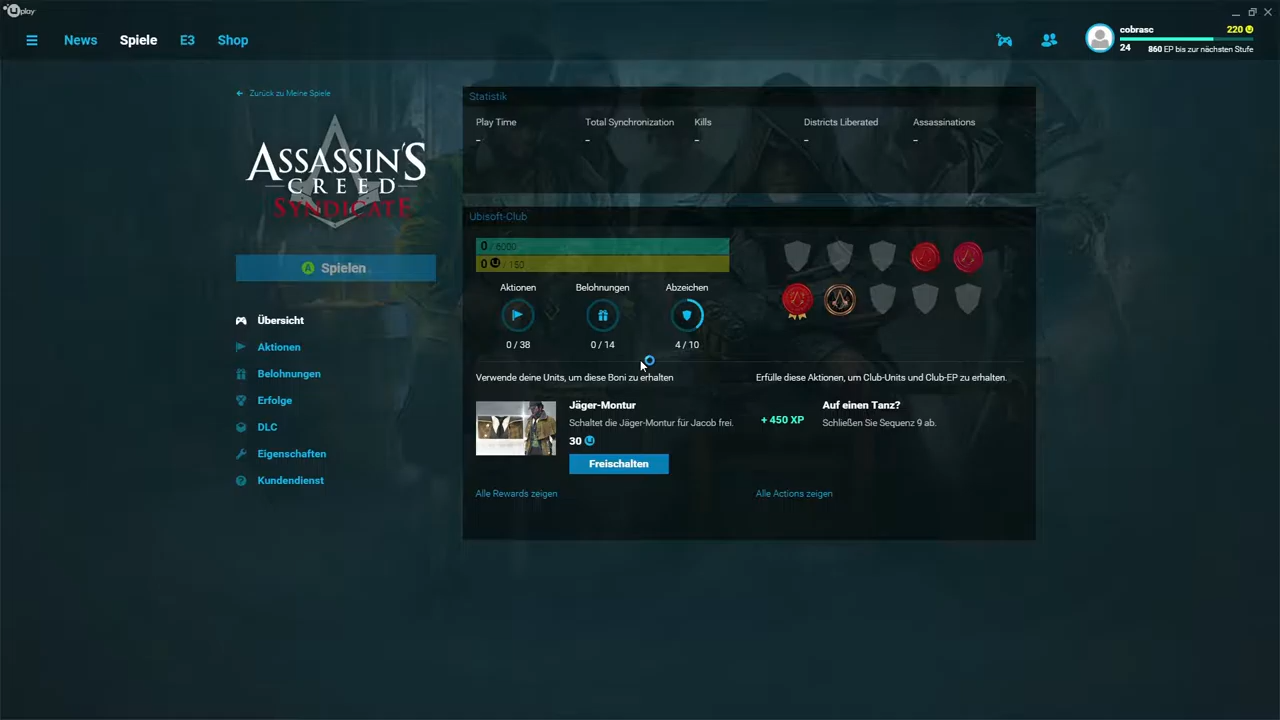 uplay
News Spiele E3 Shop
cobrasc 220
24 860 EP bis zur nächsten Stufe
Zurück zu Meine Spiele
ASSASSIN'S
CREED
SYNDICATE
A Spielen
Übersicht
Aktionen
Belohnungen
Erfolge
DLC
Eigenschaften
Kundendienst
Statistik
Play Time Total Synchronization Kills Districts Liberated Assassinations
- - - - -
Ubisoft-Club
0 / 6000
0 / 150
Aktionen Belohnungen Abzeichen
0 / 38 0 / 14 4 / 10
Verwende deine Units, um diese Boni zu erhalten
Jäger-Montur
Schaltet die Jäger-Montur für Jacob frei.
30
Freischalten
Alle Rewards zeigen
Erfülle diese Aktionen, um Club-Units und Club-EP zu erhalten.
+ 450 XP
Auf einen Tanz?
Schließen Sie Sequenz 9 ab.
Alle Actions zeigen